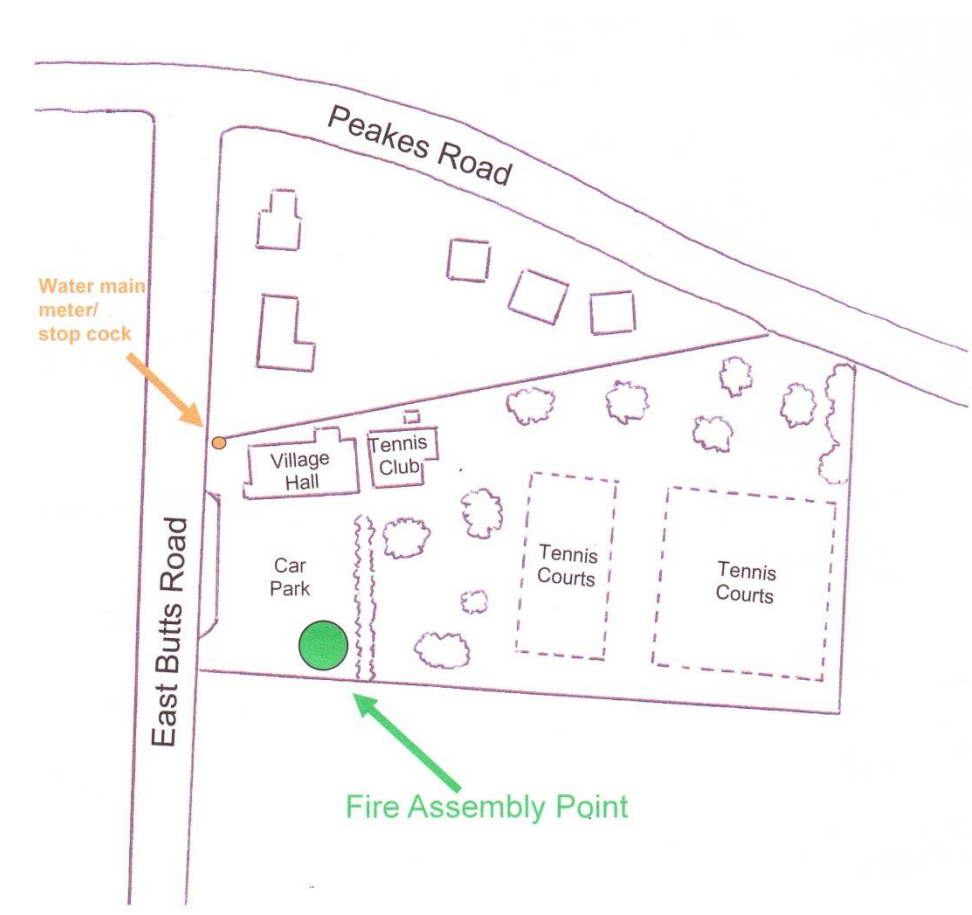 Peakes Road
Water main
meter/
stop cock
Village
Hall
Tennis
Club
East Butts Road
Car
Park
Tennis
Courts
Tennis
Courts
Fire Assembly Point